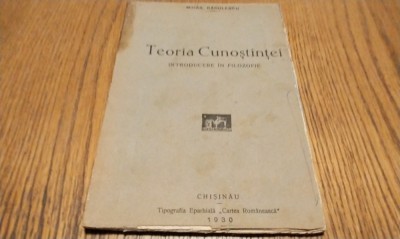 Teoria Cunoștinței
INTRODUCERE ÎN FILOSOFIE
CHIȘINĂU
Tipografia Eparhială „Cartea Românească”
1930